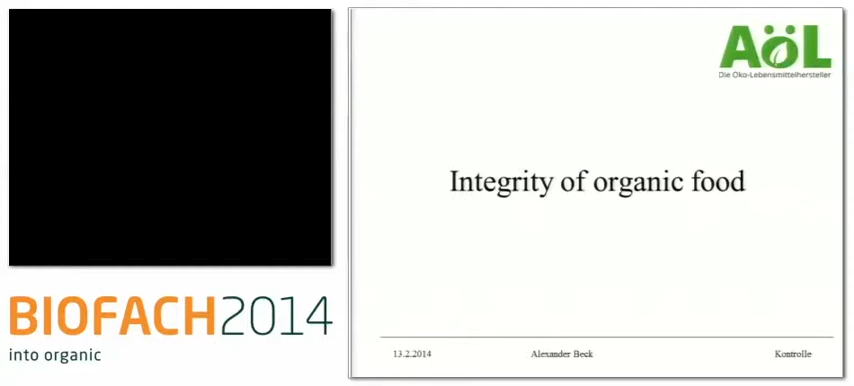 BIOFACH2014
into organic
AöL
Die Öko-Lebensmittelhersteller
Integrity of organic food
13.2.2014
Alexander Beck
Kontrolle